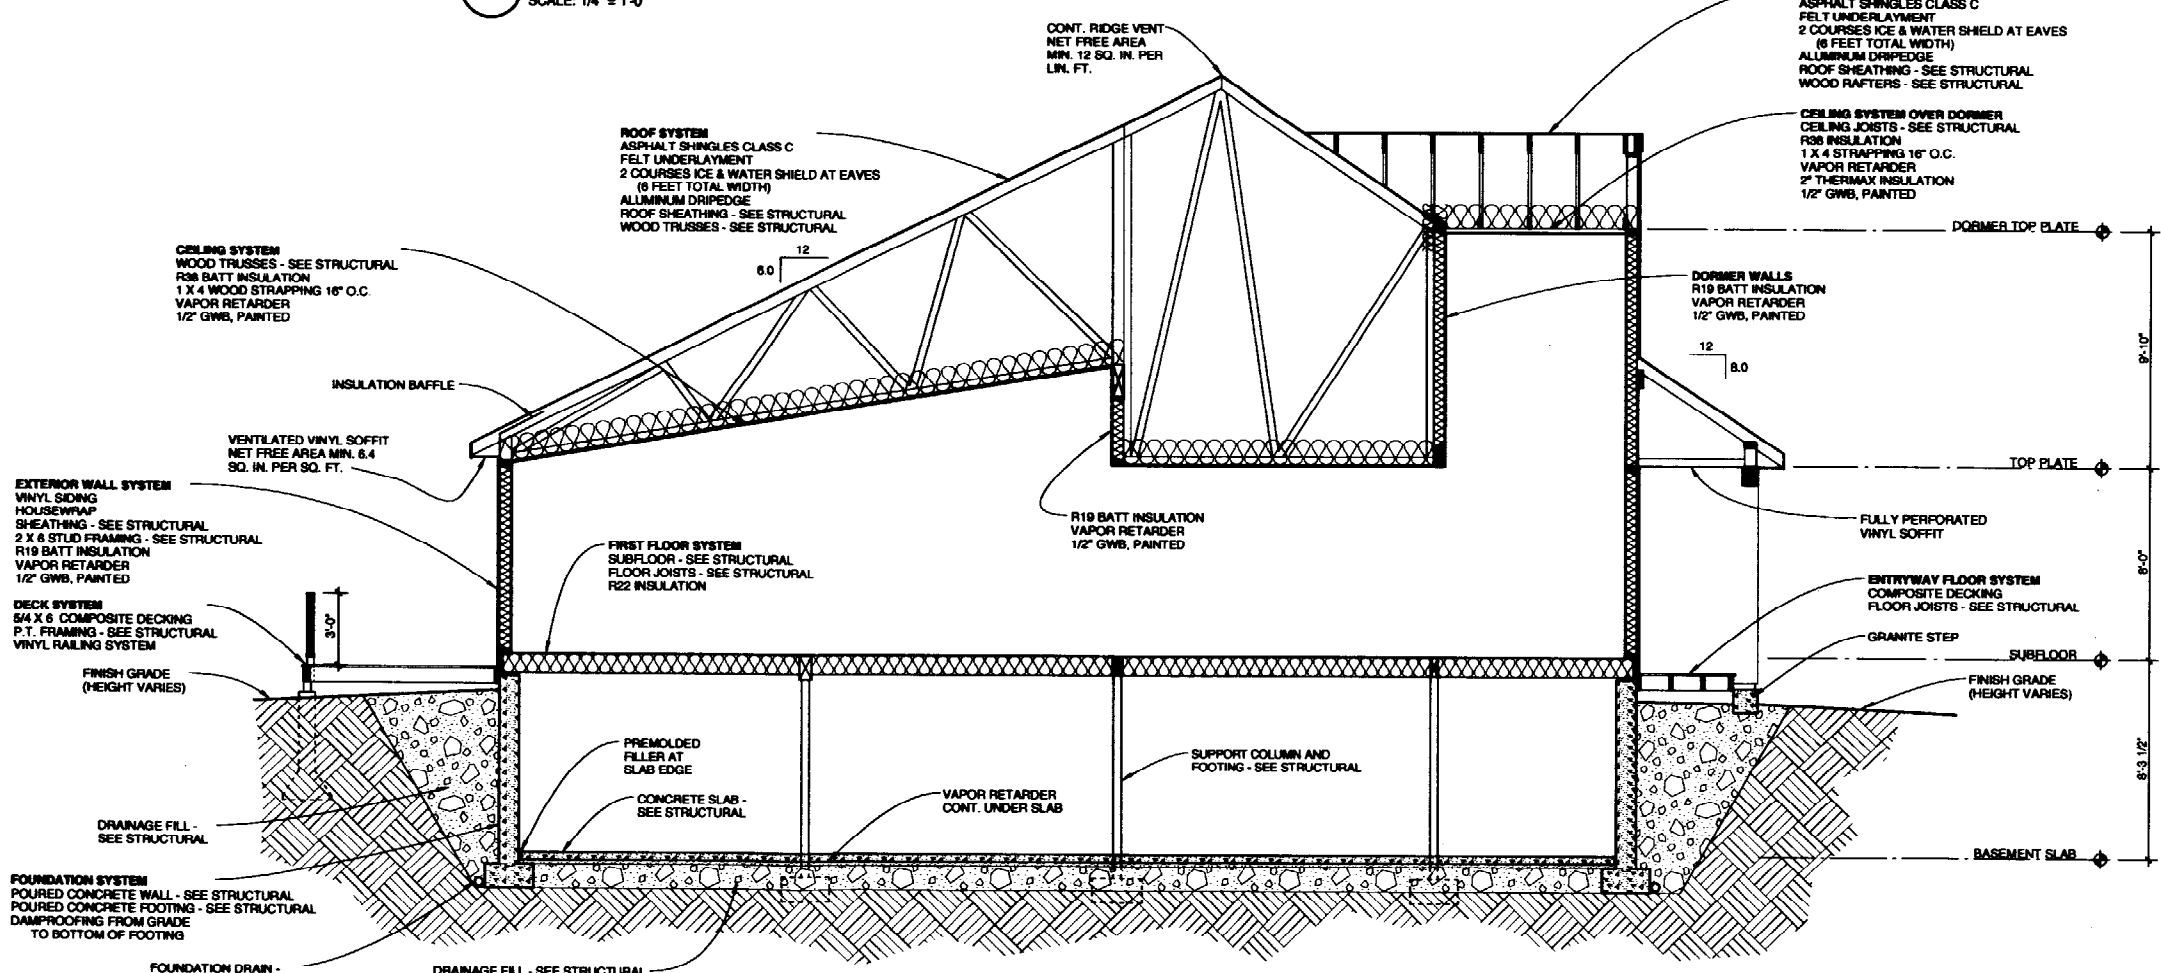 SCALE: 1/4" = 1'-0"
CONT. RIDGE VENT
NET FREE AREA
MIN. 12 SQ. IN. PER
LIN. FT.
ASPHALT SHINGLES CLASS C
FELT UNDERLAYMENT
2 COURSES ICE & WATER SHIELD AT EAVES
(6 FEET TOTAL WIDTH)
ALUMINUM DRIPEDGE
ROOF SHEATHING - SEE STRUCTURAL
WOOD RAFTERS - SEE STRUCTURAL
CEILING SYSTEM OVER DORMER
CEILING JOISTS - SEE STRUCTURAL
R38 INSULATION
1 X 4 STRAPPING 16" O.C.
VAPOR RETARDER
2" THERMAX INSULATION
1/2" GWB, PAINTED
ROOF SYSTEM
ASPHALT SHINGLES CLASS C
FELT UNDERLAYMENT
2 COURSES ICE & WATER SHIELD AT EAVES
(6 FEET TOTAL WIDTH)
ALUMINUM DRIPEDGE
ROOF SHEATHING - SEE STRUCTURAL
WOOD TRUSSES - SEE STRUCTURAL
12
6.0
CEILING SYSTEM
WOOD TRUSSES - SEE STRUCTURAL
R38 BATT INSULATION
1 X 4 WOOD STRAPPING 16" O.C.
VAPOR RETARDER
1/2" GWB, PAINTED
DORMER TOP PLATE
DORMER WALLS
R19 BATT INSULATION
VAPOR RETARDER
1/2" GWB, PAINTED
12
8.0
9'-10"
INSULATION BAFFLE
VENTILATED VINYL SOFFIT
NET FREE AREA MIN. 6.4
SQ. IN. PER SQ. FT.
TOP PLATE
EXTERIOR WALL SYSTEM
VINYL SIDING
HOUSEWRAP
SHEATHING - SEE STRUCTURAL
2 X 6 STUD FRAMING - SEE STRUCTURAL
R19 BATT INSULATION
VAPOR RETARDER
1/2" GWB, PAINTED
R19 BATT INSULATION
VAPOR RETARDER
1/2" GWB, PAINTED
FULLY PERFORATED
VINYL SOFFIT
FIRST FLOOR SYSTEM
SUBFLOOR - SEE STRUCTURAL
FLOOR JOISTS - SEE STRUCTURAL
R22 INSULATION
8'-0"
ENTRYWAY FLOOR SYSTEM
COMPOSITE DECKING
FLOOR JOISTS - SEE STRUCTURAL
DECK SYSTEM
5/4 X 6 COMPOSITE DECKING
P.T. FRAMING - SEE STRUCTURAL
VINYL RAILING SYSTEM
3'-0"
GRANITE STEP
SUBFLOOR
FINISH GRADE
(HEIGHT VARIES)
FINISH GRADE
(HEIGHT VARIES)
PREMOLDED
FILLER AT
SLAB EDGE
SUPPORT COLUMN AND
FOOTING - SEE STRUCTURAL
8'-3 1/2"
CONCRETE SLAB -
SEE STRUCTURAL
VAPOR RETARDER
CONT. UNDER SLAB
DRAINAGE FILL -
SEE STRUCTURAL
BASEMENT SLAB
FOUNDATION SYSTEM
POURED CONCRETE WALL - SEE STRUCTURAL
POURED CONCRETE FOOTING - SEE STRUCTURAL
DAMPROOFING FROM GRADE
TO BOTTOM OF FOOTING
FOUNDATION DRAIN -
DRAINAGE FILL - SEE STRUCTURAL